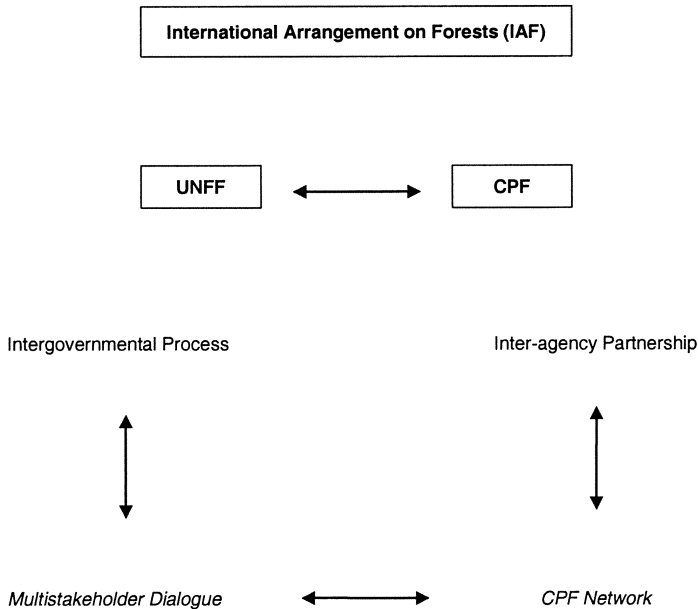 International Arrangement on Forests (IAF)
UNFF
CPF
Intergovernmental Process
Inter-agency Partnership
Multistakeholder Dialogue
CPF Network